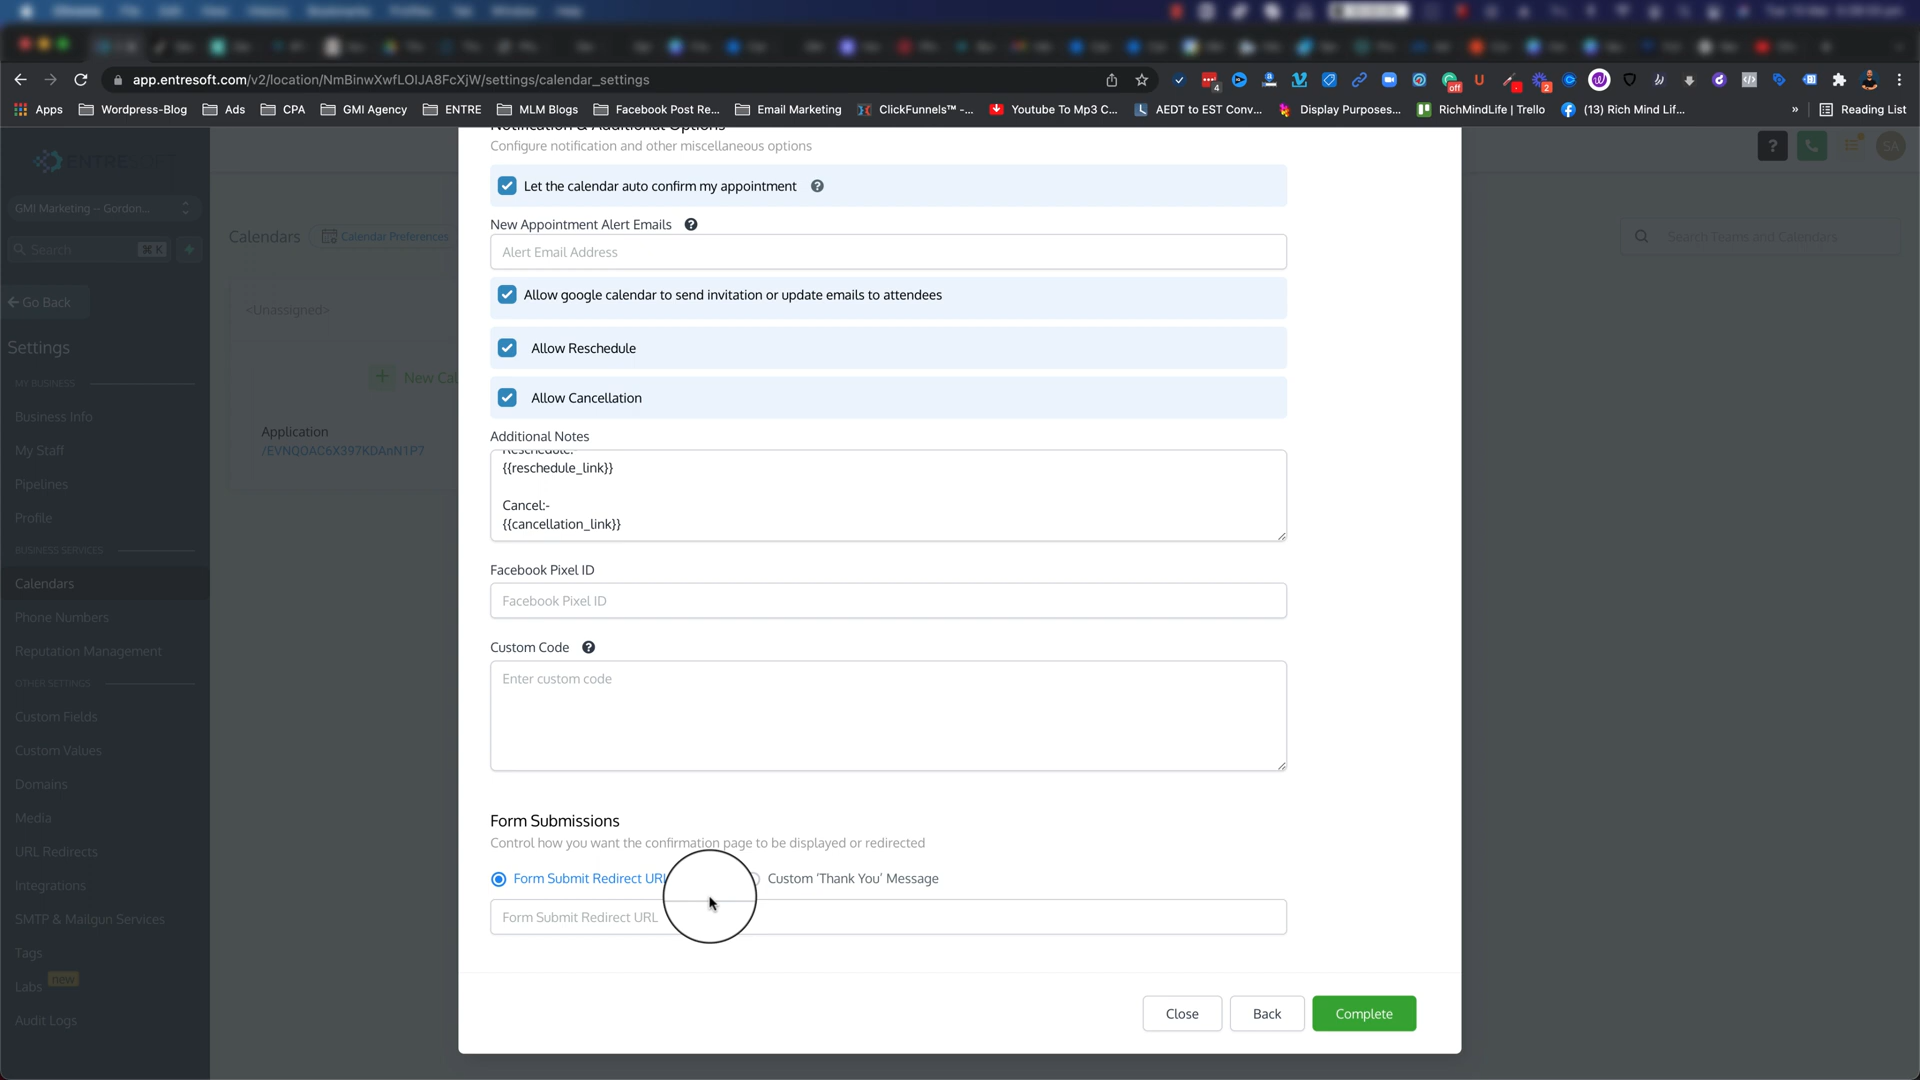 app.entresoft.com/v2/location/NmBinwXwfLOIJA8FcXjW/settings/calendar_settings
Apps Wordpress-Blog Ads CPA GMI Agency ENTRE MLM Blogs Facebook Post Re... Email Marketing ClickFunnels™ -... Youtube To Mp3 C... AEDT to EST Conv... Display Purposes... RichMindLife | Trello (13) Rich Mind Lif... » Reading List
ENTRESOFT
GMI Marketing -- Gordon...
Search ⌘ K
Go Back
Settings
MY BUSINESS
Business Info
My Staff
Pipelines
Profile
BUSINESS SERVICES
Calendars
Phone Numbers
Reputation Management
OTHER SETTINGS
Custom Fields
Custom Values
Domains
Media
URL Redirects
Integrations
SMTP & Mailgun Services
Tags
Labs new
Audit Logs
Calendars Calendar Preferences
<Unassigned>
+ New Cal
Application
/EVNQOAC6X397KDAnN1P7
Search Teams and Calendars
SA
Notification & Additional Options
Configure notification and other miscellaneous options
Let the calendar auto confirm my appointment
New Appointment Alert Emails
Alert Email Address
Allow google calendar to send invitation or update emails to attendees
Allow Reschedule
Allow Cancellation
Additional Notes
Reschedule:-
{{reschedule_link}}
Cancel:-
{{cancellation_link}}
Facebook Pixel ID
Facebook Pixel ID
Custom Code
Enter custom code
Form Submissions
Control how you want the confirmation page to be displayed or redirected
Form Submit Redirect URL Custom 'Thank You' Message
Form Submit Redirect URL
Close Back Complete